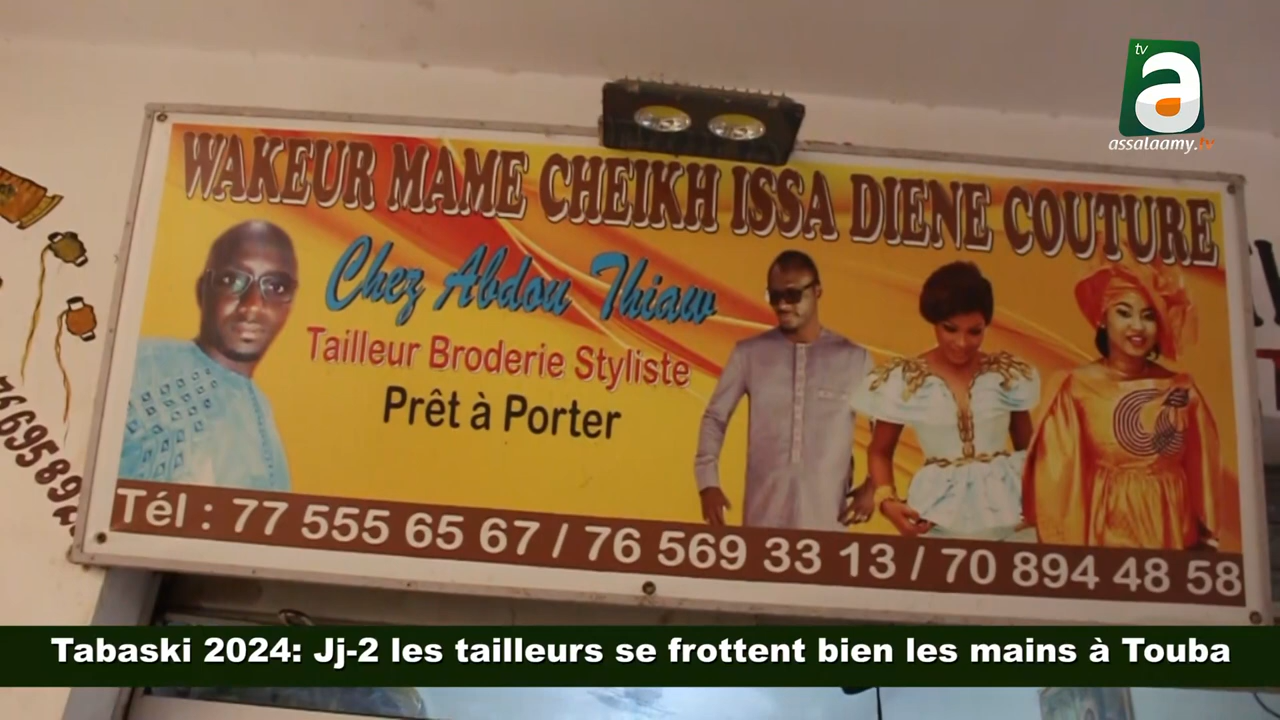 tv
a
assalaamy.tv
WAKEUR MAME CHEIKH ISSA DIENE COUTURE
Chez Abdou Thiaw
Tailleur Broderie Styliste
Prêt à Porter
Tél : 77 555 65 67 / 76 569 33 13 / 70 894 48 58
Tabaski 2024: Jj-2 les tailleurs se frottent bien les mains à Touba